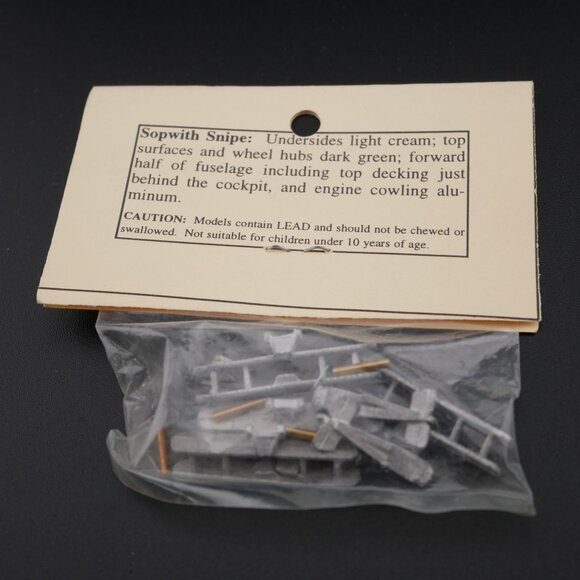 Sopwith Snipe: Undersides light cream; top
surfaces and wheel hubs dark green; forward
half of fuselage including top decking just
behind the cockpit, and engine cowling alu-
minum.
CAUTION: Models contain LEAD and should not be chewed or
swallowed. Not suitable for children under 10 years of age.